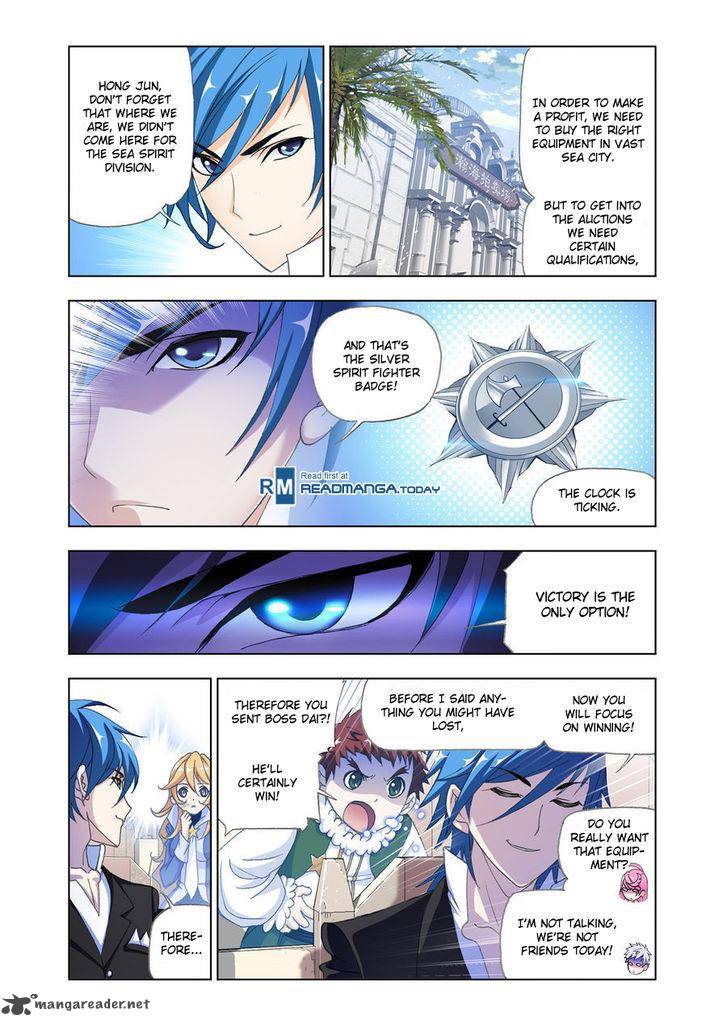 HONG JUN,
DON'T FORGET
THAT WHERE WE
ARE, WE DIDN'T
COME HERE FOR
THE SEA SPIRIT
DIVISION.
IN ORDER TO MAKE
A PROFIT, WE NEED
TO BUY THE RIGHT
EQUIPMENT IN VAST
SEA CITY.
BUT TO GET INTO
THE AUCTIONS
WE NEED
CERTAIN
QUALIFICATIONS,
AND THAT'S
THE SILVER
SPIRIT FIGHTER
BADGE!
RM
Read first at
READMANGA.TODAY
THE CLOCK IS
TICKING.
VICTORY IS THE
ONLY OPTION!
THERE-
FORE...
THEREFORE YOU
SENT BOSS DAI?!
HE'LL
CERTAINLY
WIN!
BEFORE I SAID ANY-
THING YOU MIGHT HAVE
LOST,
NOW YOU
WILL FOCUS
ON WINNING!
DO YOU
REALLY WANT
THAT EQUIP-
MENT?
I'M NOT TALKING,
WE'RE NOT
FRIENDS TODAY!
mangareader.net